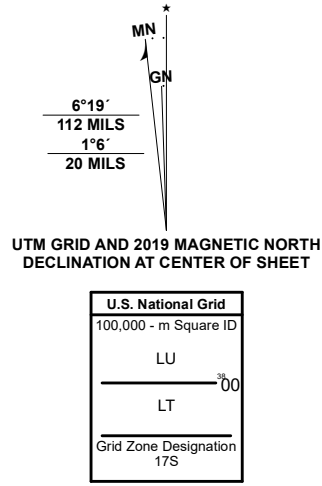 ★
MN
GN
6°19´
112 MILS
1°6´
20 MILS
UTM GRID AND 2019 MAGNETIC NORTH
DECLINATION AT CENTER OF SHEET
U.S. National Grid
100,000 - m Square ID
LU
38 00
LT
Grid Zone Designation
17S